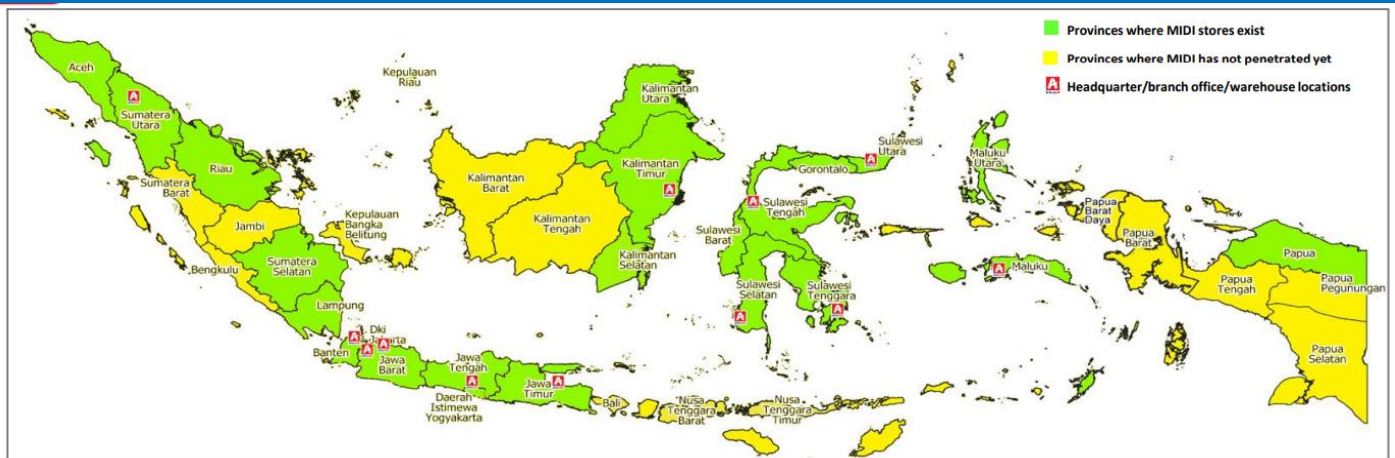 Provinces where MIDI stores exist
Provinces where MIDI has not penetrated yet
A Headquarter/branch office/warehouse locations
Aceh
A
Sumatera
Utara
Riau
Sumatera
Barat
Jambi
Bengkulu
Sumatera
Selatan
Lampung
Kepulauan
Riau
Kepulauan
Bangka
Belitung
A
Banten
Dki
Jakarta
A
A
Jawa
Barat
Jawa
Tengah
A
Daerah
Istimewa
Yogyakarta
A
Jawa
Timur
Bali
Nusa
Tenggara
Barat
Nusa
Tenggara
Timur
Kalimantan
Barat
Kalimantan
Tengah
Kalimantan
Selatan
Kalimantan
Timur
A
Kalimantan
Utara
Sulawesi
Utara
A
Gorontalo
A
Sulawesi
Tengah
Sulawesi
Barat
Sulawesi
Selatan
A
Sulawesi
Tenggara
A
Maluku
Utara
A
Maluku
Papua
Barat
Daya
Papua
Barat
Papua
Tengah
Papua
Papua
Pegunungan
Papua
Selatan